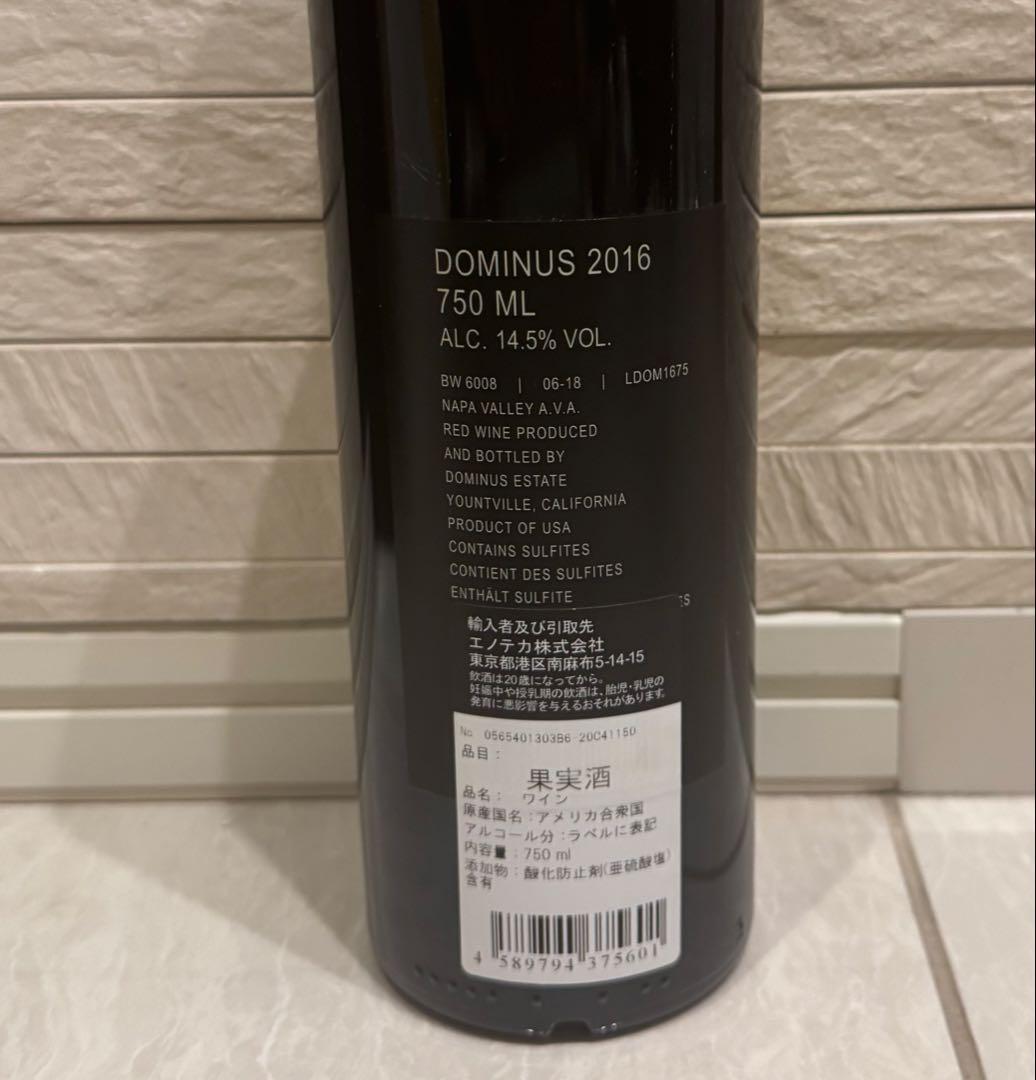 DOMINUS 2016
750 ML
ALC. 14.5% VOL.
BW 6008 | 06-18 | LDOM1675
NAPA VALLEY A.V.A.
RED WINE PRODUCED
AND BOTTLED BY
DOMINUS ESTATE
YOUNTVILLE, CALIFORNIA
PRODUCT OF USA
CONTAINS SULFITES
CONTIENT DES SULFITES
ENTHÄLT SULFITE
輸入者及び引取先
エノテカ株式会社
東京都港区南麻布5-14-15
飲酒は20歳になってから。
妊娠中や授乳期の飲酒は、胎児・乳児の
発育に悪影響を与えるおそれがあります。
No 0565401303B6-20C41150
品目：
果実酒
品名： ワイン
原産国名：アメリカ合衆国
アルコール分：ラベルに表記
内容量：750 ml
添加物：酸化防止剤(亜硫酸塩)
含有
4 589794 375601